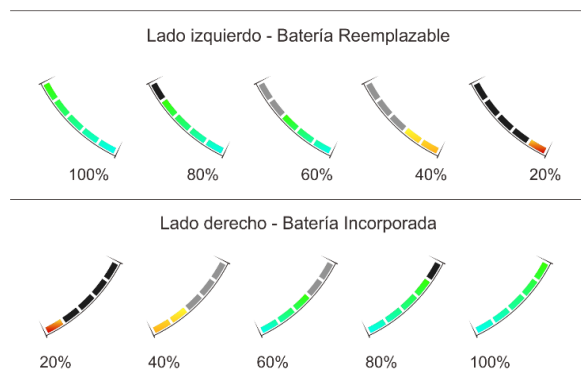 Lado izquierdo - Batería Reemplazable
100% 80% 60% 40% 20%
Lado derecho - Batería Incorporada
20% 40% 60% 80% 100%